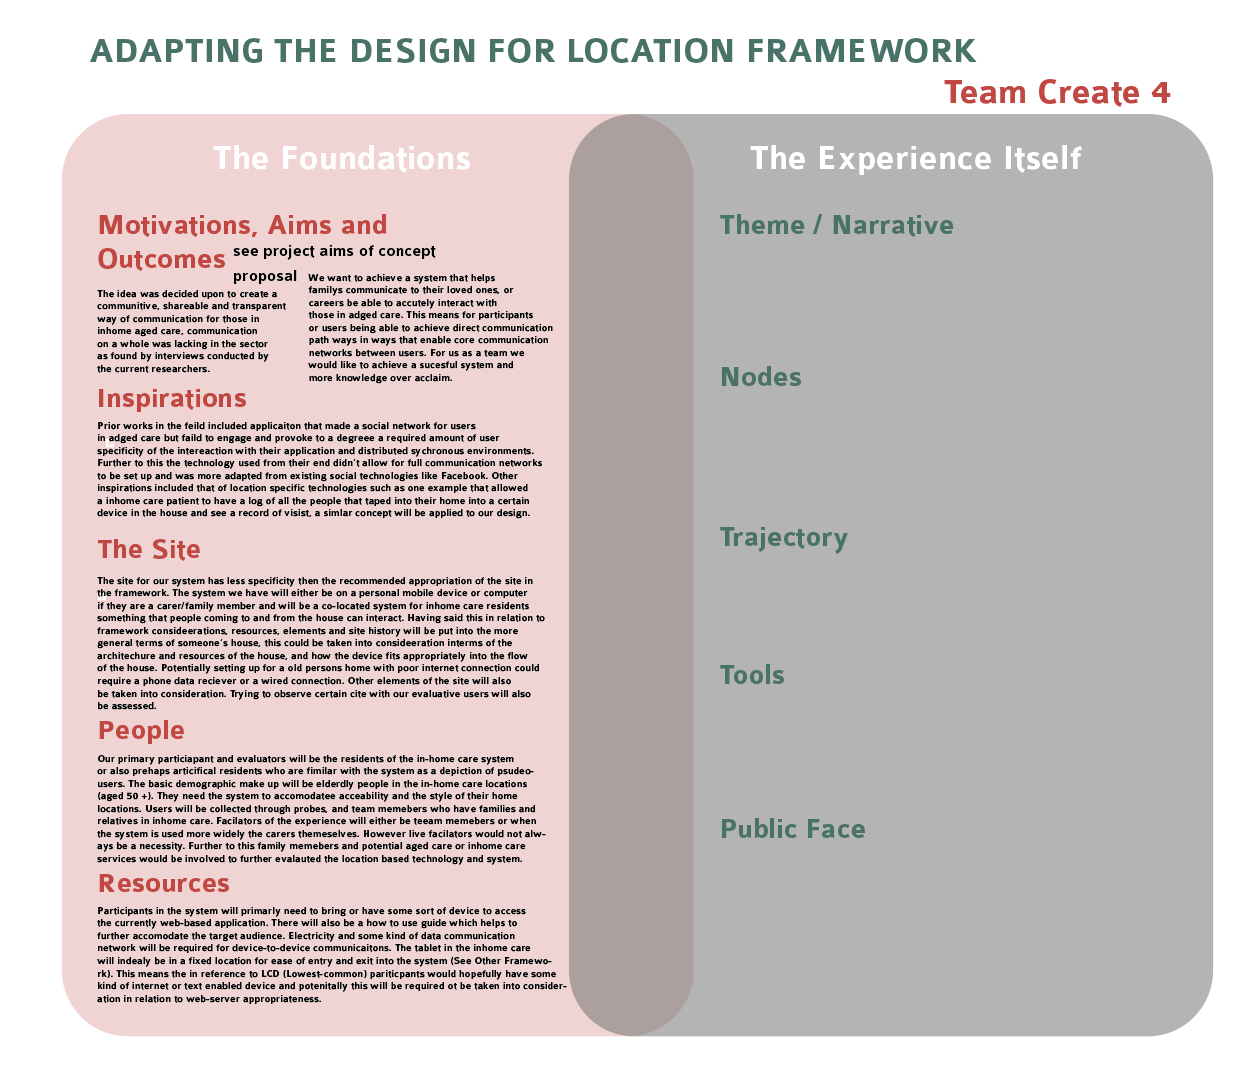 ADAPTING THE DESIGN FOR LOCATION FRAMEWORK
Team Create 4
The Foundations
Motivations, Aims and
Outcomes see project aims of concept
proposal
The idea was decided upon to create a
communitive, shareable and transparent
way of communication for those in
inhome aged care, communication
on a whole was lacking in the sector
as found by interviews conducted by
the current researchers.
We want to achieve a system that helps
familys communicate to their loved ones, or
careers be able to accutely interact with
those in adged care. This means for participants
or users being able to achieve direct communication
path ways in ways that enable core communication
networks between users. For us as a team we
would like to achieve a sucesful system and
more knowledge over acclaim.
Inspirations
Prior works in the feild included applicaiton that made a social network for users
in adged care but faild to engage and provoke to a degreee a required amount of user
specificity of the intereaction with their application and distributed sychronous environments.
Further to this the technology used from their end didn't allow for full communication networks
to be set up and was more adapted from existing social technologies like Facebook. Other
inspirations included that of location specific technologies such as one example that allowed
a inhome care patient to have a log of all the people that taped into their home into a certain
device in the house and see a record of visist, a simlar concept will be applied to our design.
The Site
The site for our system has less specificity then the recommended appropriation of the site in
the framework. The system we have will either be on a personal mobile device or computer
if they are a carer/family member and will be a co-located system for inhome care residents
something that people coming to and from the house can interact. Having said this in relation to
framework consideerations, resources, elements and site history will be put into the more
general terms of someone's house, this could be taken into consideeration interms of the
architechure and resources of the house, and how the device fits appropriately into the flow
of the house. Potentially setting up for a old persons home with poor internet connection could
require a phone data reciever or a wired connection. Other elements of the site will also
be taken into consideration. Trying to observe certain cite with our evaluative users will also
be assessed.
People
Our primary particiapant and evaluators will be the residents of the in-home care system
or also prehaps articifical residents who are fimilar with the system as a depiction of psudeo-
users. The basic demographic make up will be elderdly people in the in-home care locations
(aged 50 +). They need the system to accomodatee acceability and the style of their home
locations. Users will be collected through probes, and team memebers who have families and
relatives in inhome care. Facilators of the experience will either be teeam memebers or when
the system is used more widely the carers themeselves. However live facilators would not alw-
ays be a necessity. Further to this family memebers and potential aged care or inhome care
services would be involved to further evalauted the location based technology and system.
Resources
Participants in the system will primarly need to bring or have some sort of device to access
the currently web-based application. There will also be a how to use guide which helps to
further accomodate the target audience. Electricity and some kind of data communication
network will be required for device-to-device communicaitons. The tablet in the inhome care
will indealy be in a fixed location for ease of entry and exit into the system (See Other Framewo-
rk). This means the in reference to LCD (Lowest-common) pariticpants would hopefully have some
kind of internet or text enabled device and potenitally this will be required ot be taken into consider-
ation in relation to web-server appropriateness.
The Experience Itself
Theme / Narrative
Nodes
Trajectory
Tools
Public Face